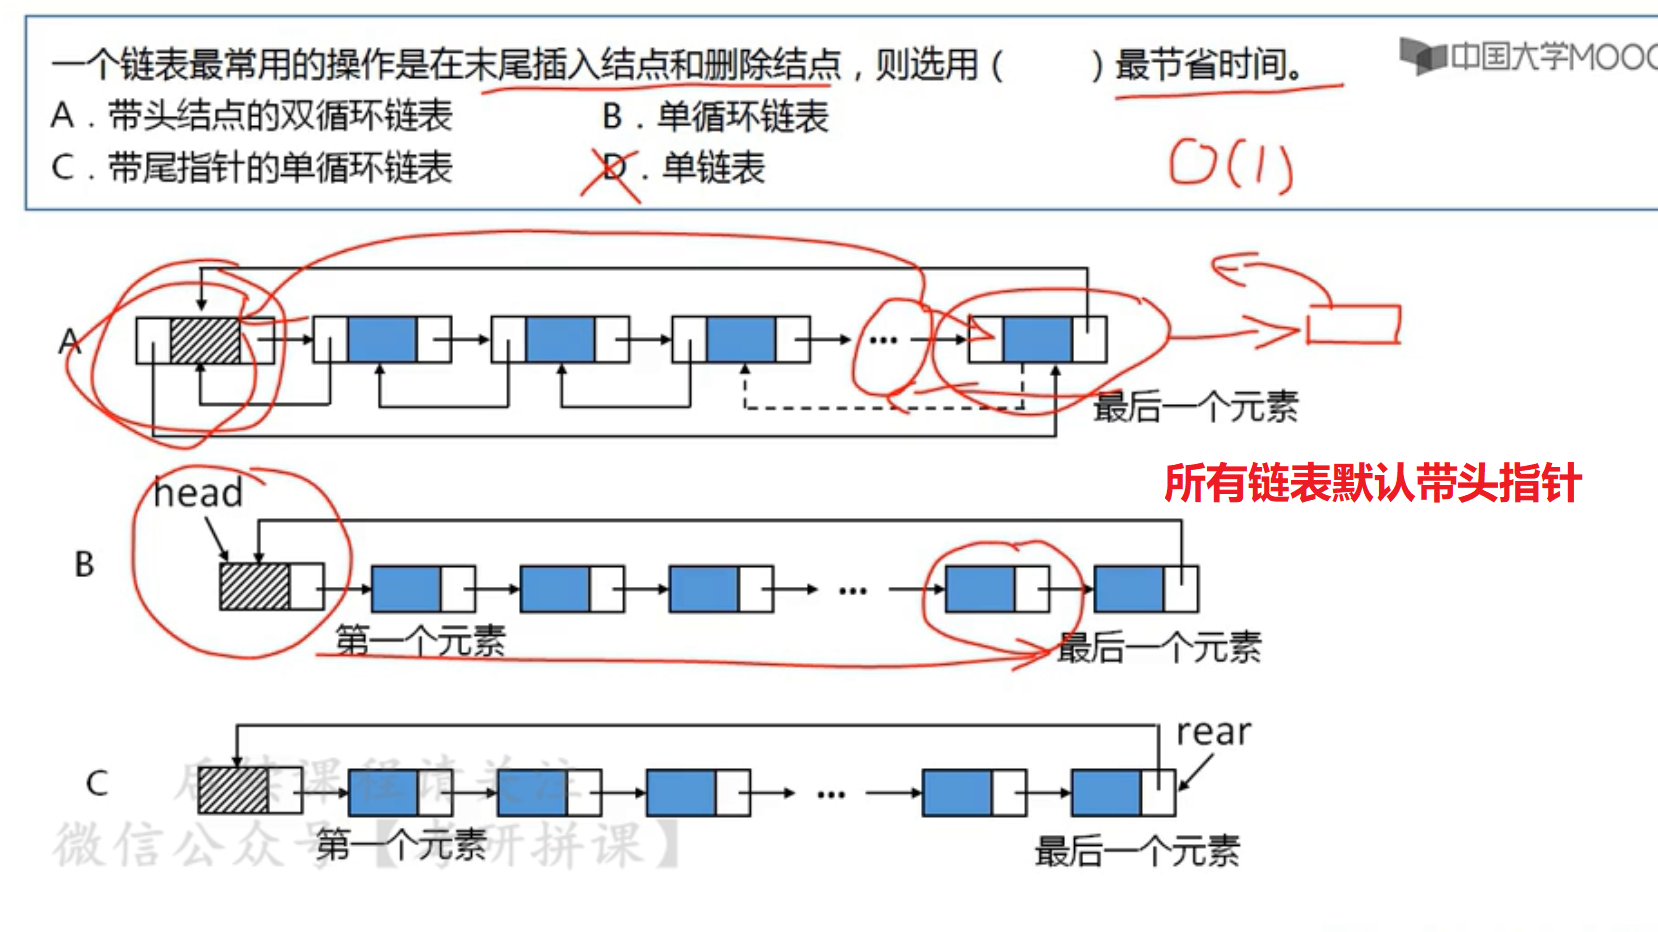 一个链表最常用的操作是在末尾插入结点和删除结点，则选用（　　）最节省时间。
中国大学MOOC
A．带头结点的双循环链表　　B．单循环链表
C．带尾指针的单循环链表　　D．单链表
O(1)
A
...
最后一个元素
所有链表默认带头指针
head
B
...
第一个元素
最后一个元素
rear
C
后续课程请关注
...
微信公众号【考研拼课】
第一个元素
最后一个元素